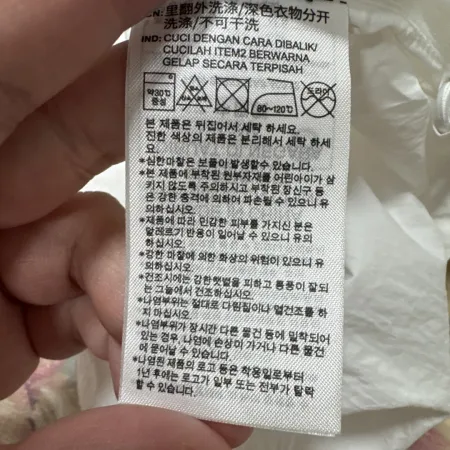 CN: 里翻外洗涤/深色衣物分开
洗涤/不可干洗
IND: CUCI DENGAN CARA DIBALIK/
CUCILAH ITEM2 BERWARNA
GELAP SECARA TERPISAH
약30℃
중성
80~120℃
드라이
본 제품은 뒤집어서 세탁 하세요.
진한 색상의 제품은 분리해서 세탁 하세
요.
*심한마찰은 보풀이 발생할수 있습니다.
*본 제품에 부착된 원부자재를 어린아이가 삼
키지 않도록 주의하시고 부착된 장신구 등
은 강한 충격에 의하여 파손될 수 있으니 유
의하십시오.
*제품에 따라 민감한 피부를 가지신 분은
알레르기 반응이 일어날 수 있으니 유의
하십시오.
*강한 마찰에 의한 화상의 위험이 있으니 유
의하십시오.
*건조시에는 강한햇빛을 피하고 통풍이 잘되
는 그늘에서 건조하십시오.
*나염부위는 절대로 다림질이나 열건조를 하
지 마십시오.
*나염부위가 장시간 다른 물건 등에 밀착되어
있는 경우, 나염에 손상이 가거나 다른 물건
에 묻어날 수 있습니다.
*나염된 제품의 로고 등은 착용일로부터
1년 후에는 로고가 일부 또는 전부가 탈락
할 수 있습니다.